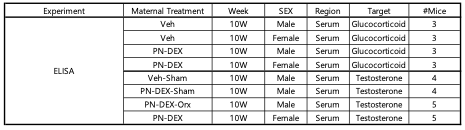 Experiment Maternal Treatment Week SEX Region Target #Mice
Veh 10W Male Serum Glucocorticoid 3
Veh 10W Female Serum Glucocorticoid 3
PN-DEX 10W Male Serum Glucocorticoid 3
PN-DEX 10W Female Serum Glucocorticoid 3
ELISA
Veh-Sham 10W Male Serum Testosterone 4
PN-DEX-Sham 10W Male Serum Testosterone 4
PN-DEX-Orx 10W Male Serum Testosterone 5
PN-DEX 10W Female Serum Testosterone 5